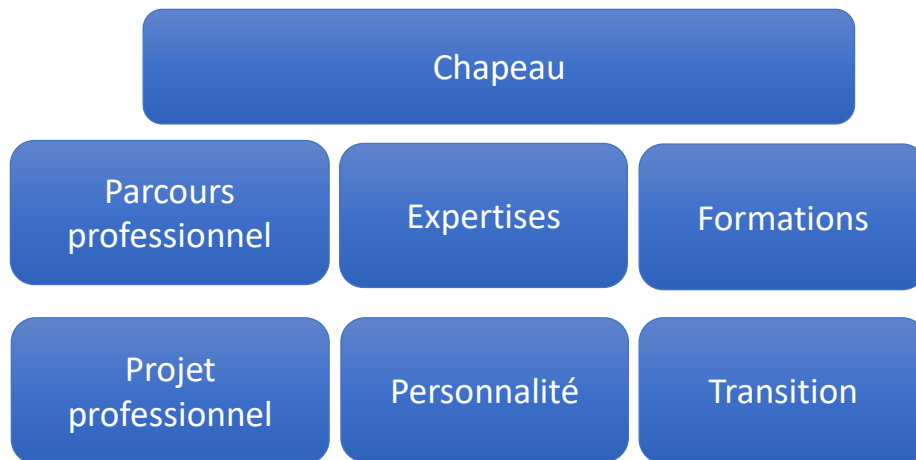 Chapeau
Parcours
professionnel
Expertises
Formations
Projet
professionnel
Personnalité
Transition